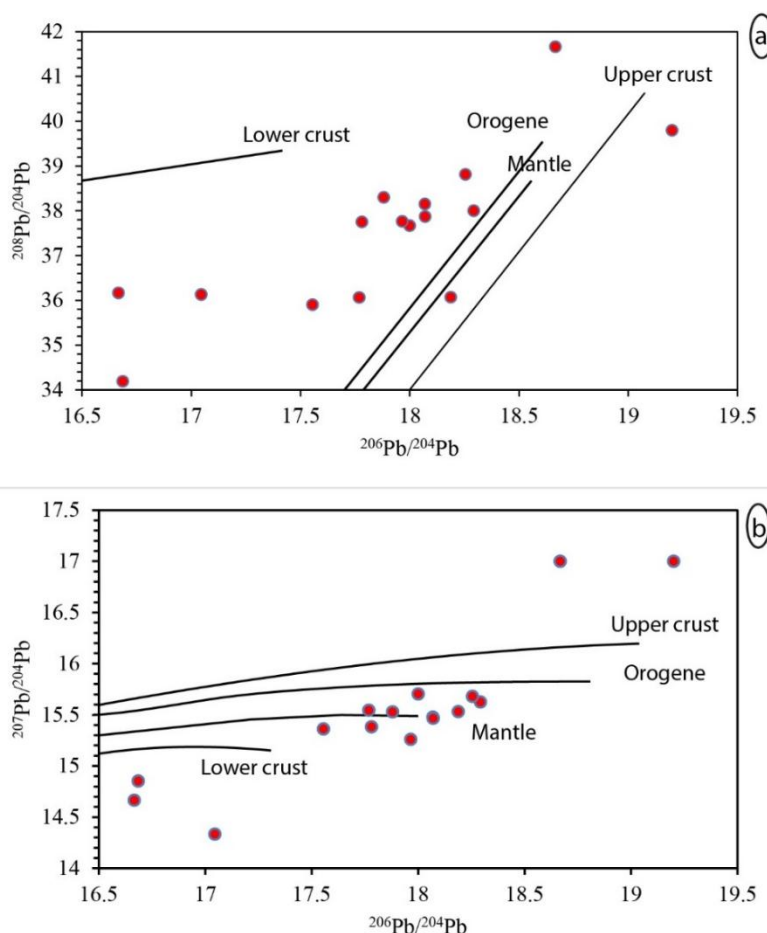 a
42
41
40
39
38
37
36
35
34
208Pb/204Pb
Lower crust
Orogene
Mantle
Upper crust
16.5 17 17.5 18 18.5 19 19.5
206Pb/204Pb
b
17.5
17
16.5
16
15.5
15
14.5
14
207Pb/204Pb
Upper crust
Orogene
Mantle
Lower crust
16.5 17 17.5 18 18.5 19 19.5
206Pb/204Pb